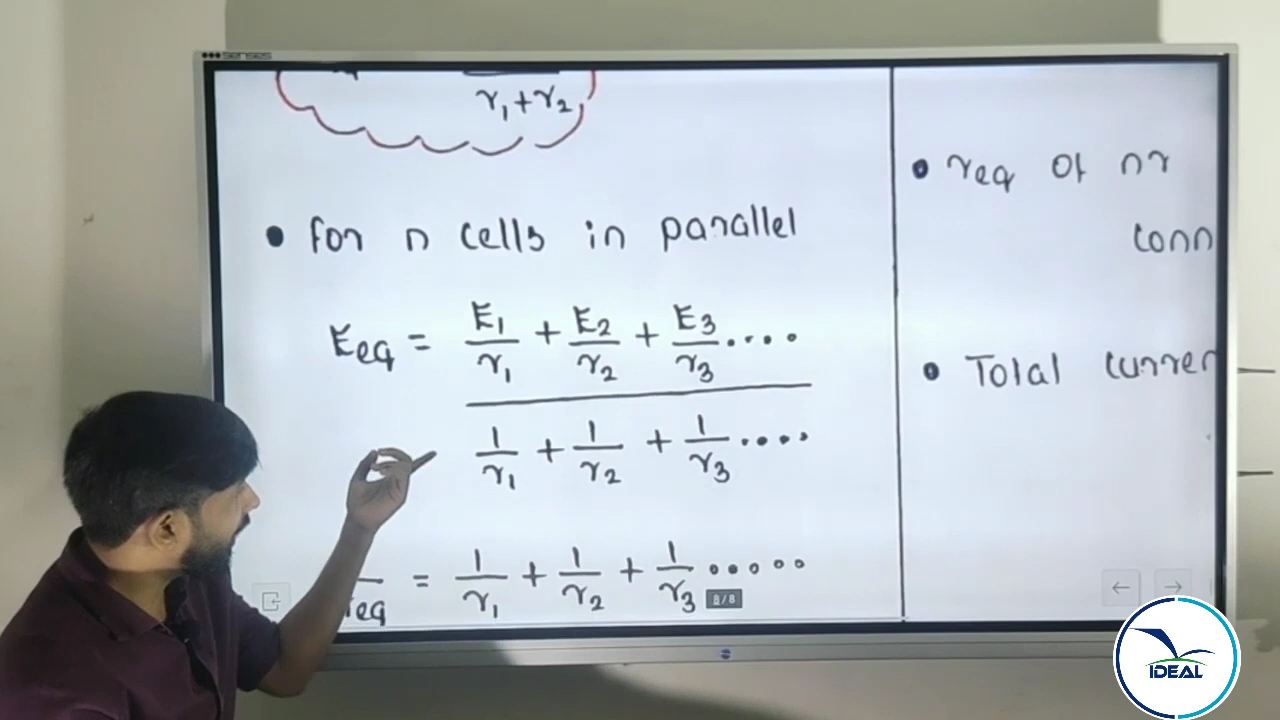 r₁+r₂
• for n cells in parallel
Eeq = E₁/r₁ + E₂/r₂ + E₃/r₃....
1/r₁ + 1/r₂ + 1/r₃....
req = 1/r₁ + 1/r₂ + 1/r₃.....
8/8
• req of nr
conn
• Total curren
IDEAL